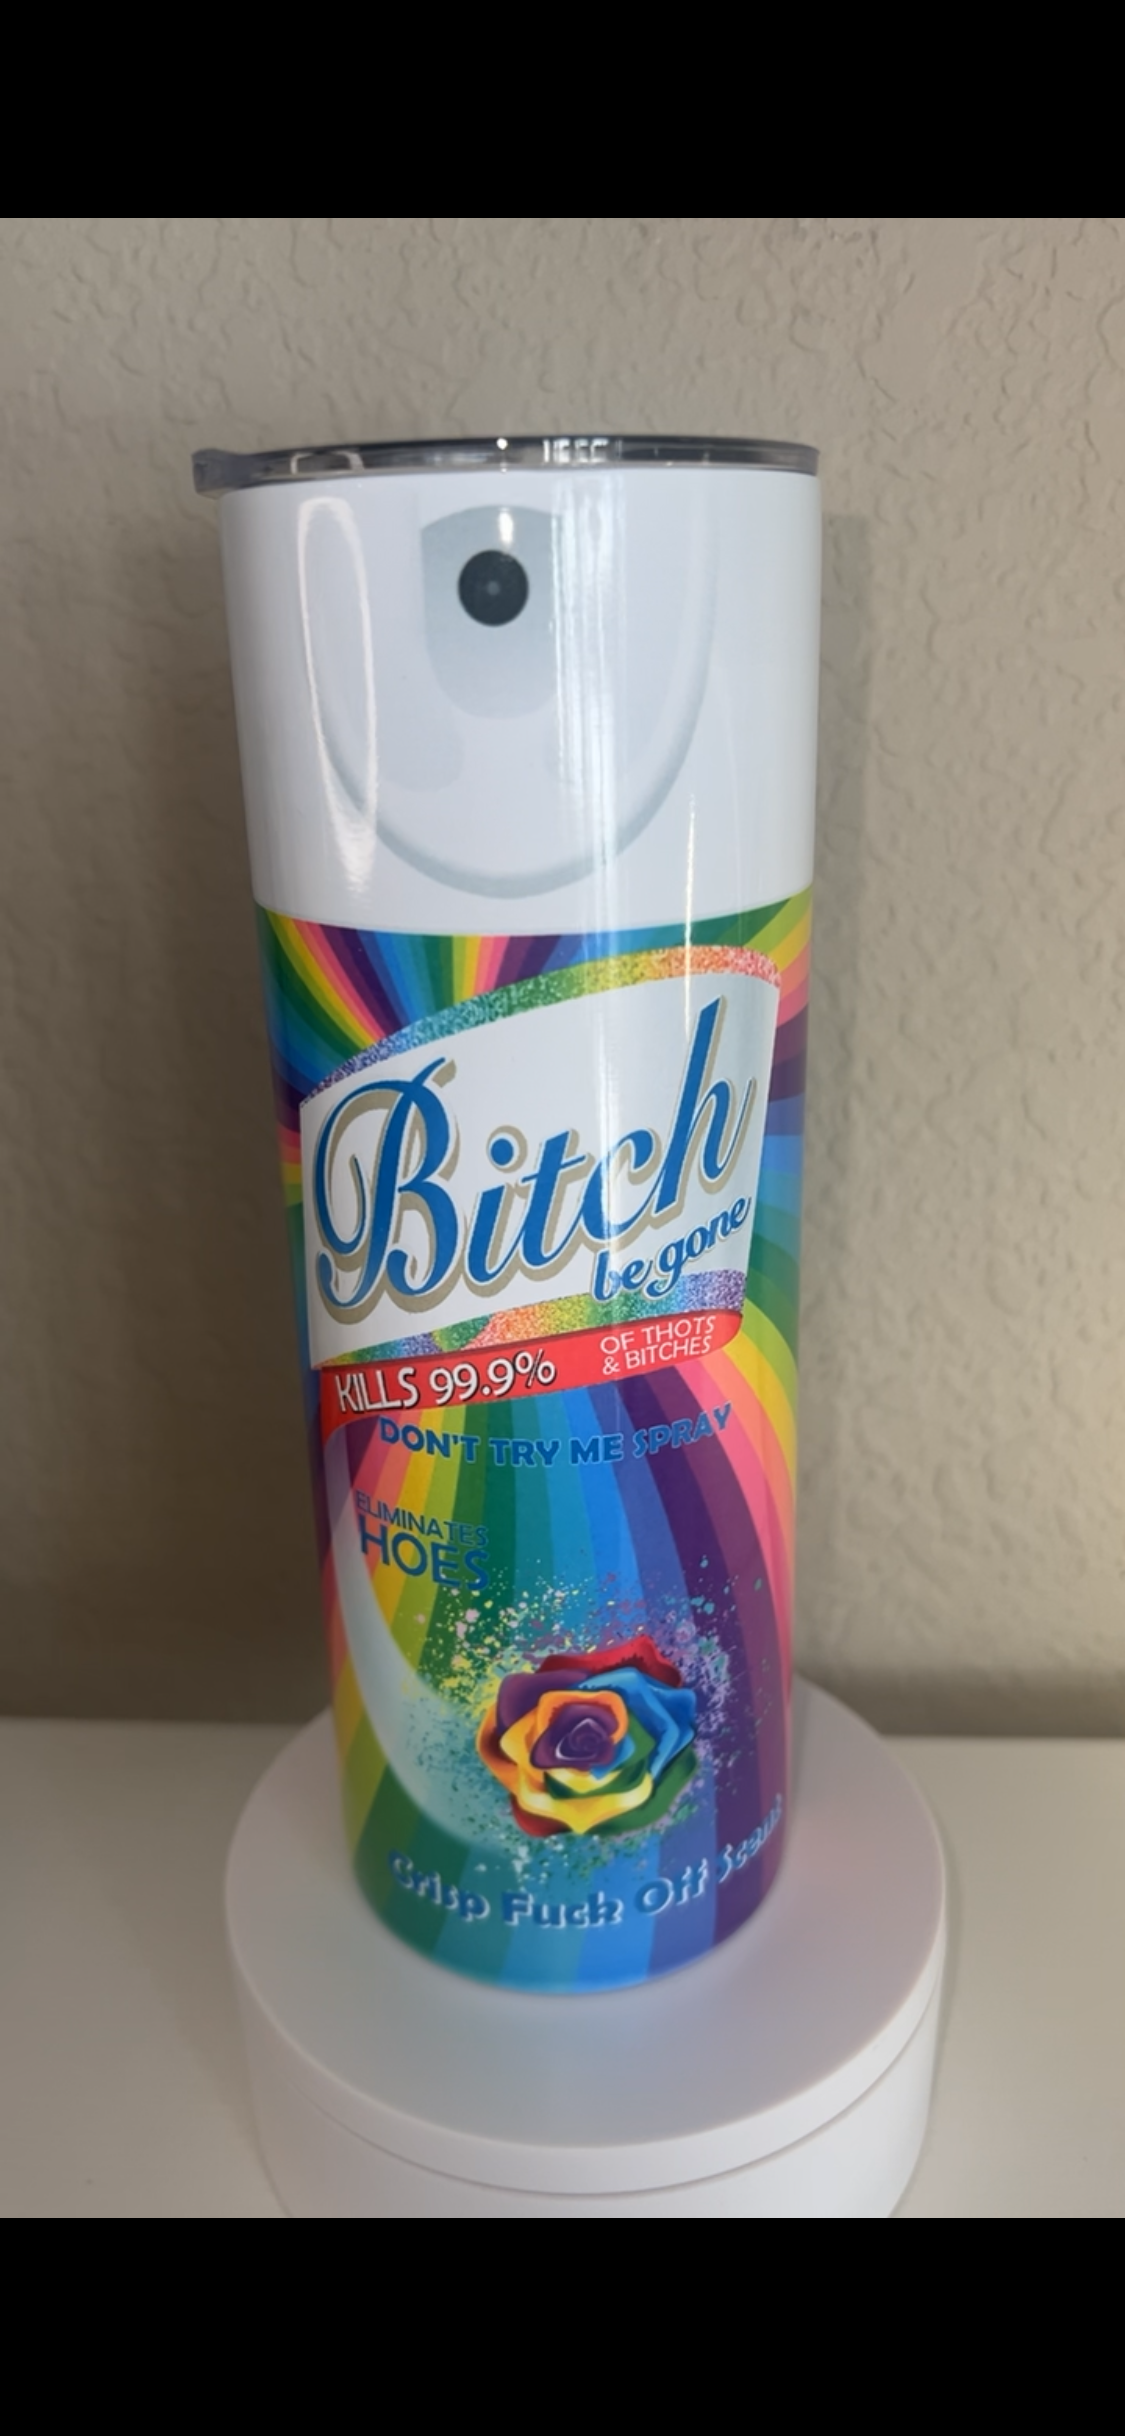 Bitch
be gone
KILLS 99.9%
OF THOTS
& BITCHES
DON'T TRY ME SPRAY
ELIMINATES
HOES
Crisp Fuck Off Scent